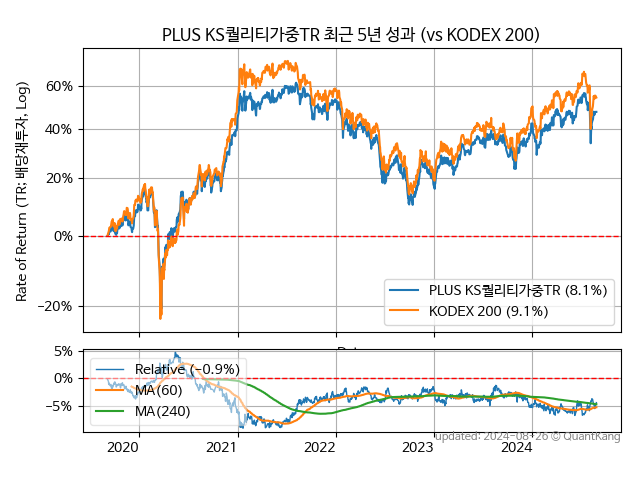 PLUS KS퀄리티가중TR 최근 5년 성과 (vs KODEX 200)
Rate of Return (TR: 배당재투자, Log)
60%
40%
20%
0%
−20%
PLUS KS퀄리티가중TR (8.1%)
KODEX 200 (9.1%)
5%
0%
−5%
Relative (−0.9%)
MA(60)
MA(240)
2020
2021
2022
2023
2024
updated: 2024-08-26 © QuantKang